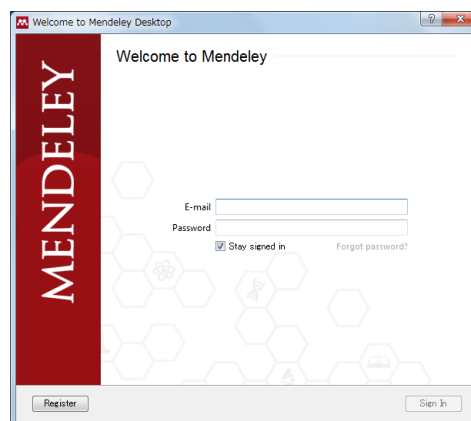 Welcome to Mendeley Desktop
Welcome to Mendeley
MENDELEY
E-mail
Password
Stay signed in
Forgot password?
Register
Sign In